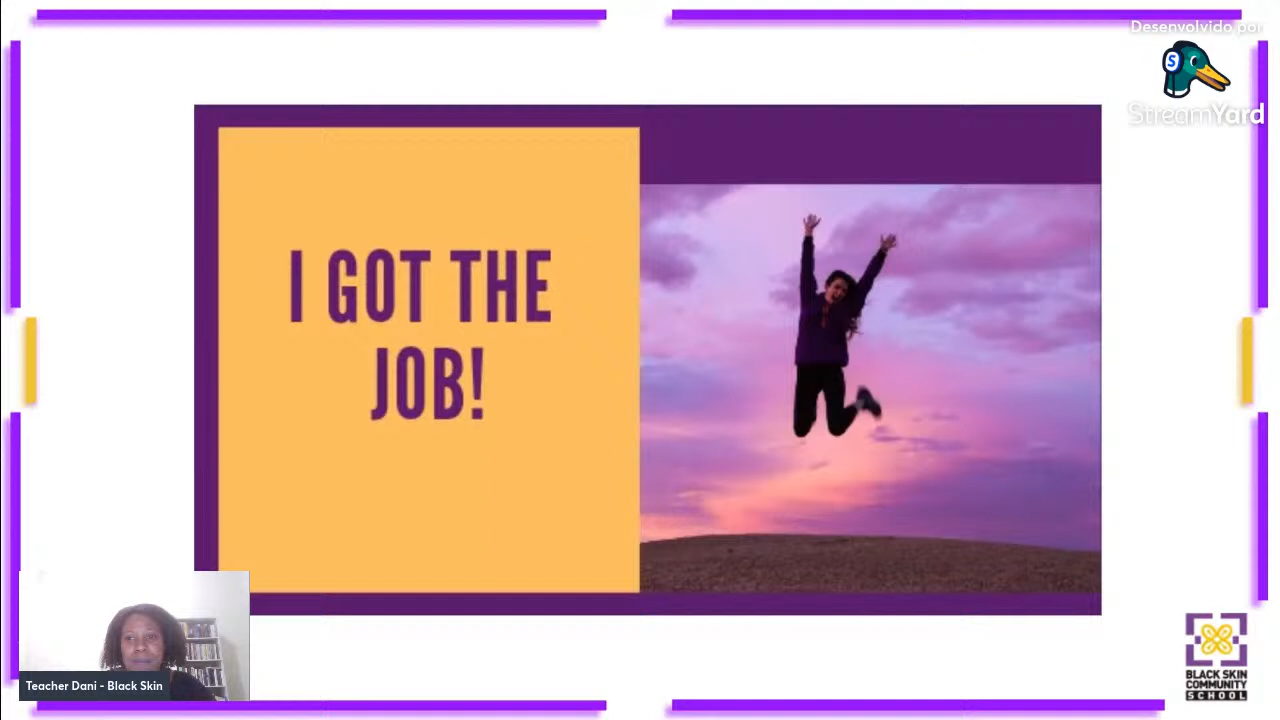 Desenvolvido por
S
StreamYard
I GOT THE
JOB!
Teacher Dani - Black Skin
BLACK SKIN
COMMUNITY
SCHOOL